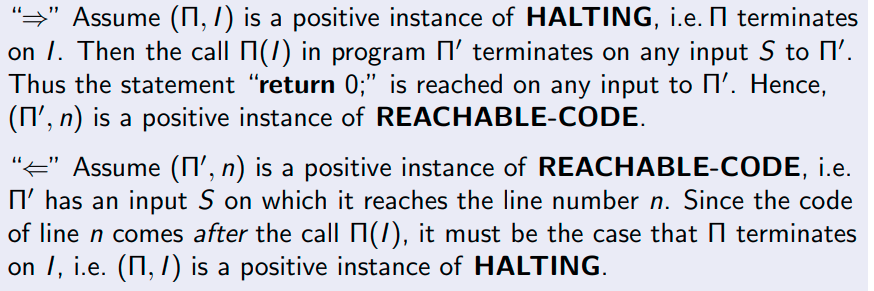 “⇒” Assume (Π, I) is a positive instance of HALTING, i.e. Π terminates
on I. Then the call Π(I) in program Π′ terminates on any input S to Π′.
Thus the statement “return 0;” is reached on any input to Π′. Hence,
(Π′, n) is a positive instance of REACHABLE-CODE.
“⇐” Assume (Π′, n) is a positive instance of REACHABLE-CODE, i.e.
Π′ has an input S on which it reaches the line number n. Since the code
of line n comes after the call Π(I), it must be the case that Π terminates
on I, i.e. (Π, I) is a positive instance of HALTING.